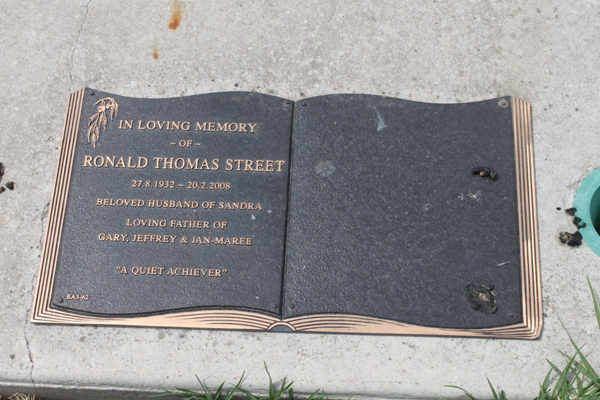 IN LOVING MEMORY
~ OF ~
RONALD THOMAS STREET
27.8.1932 ~ 20.2.2008
BELOVED HUSBAND OF SANDRA
LOVING FATHER OF
GARY, JEFFREY & JAN-MAREE
"A QUIET ACHIEVER"
EA3-62